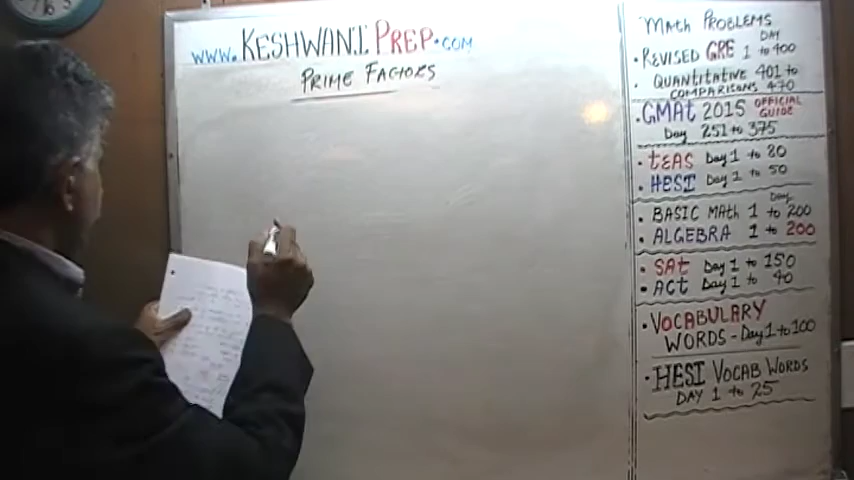 www.KESHWANI PREP.COM
PRIME FACTORS
MATH PROBLEMS
DAY
• REVISED GRE 1 to 400
• QUANTITATIVE 401 to
COMPARISONS 470
• GMAT 2015 OFFICIAL GUIDE
Day 251 to 375
• TEAS Day 1 to 80
• HESI Day 1 to 50
Day
• BASIC MATH 1 to 200
• ALGEBRA 1 to 200
• SAT Day 1 to 150
• ACT Day 1 to 40
• VOCABULARY
WORDS - Day 1 to 100
• HESI VOCAB WORDS
DAY 1 to 25